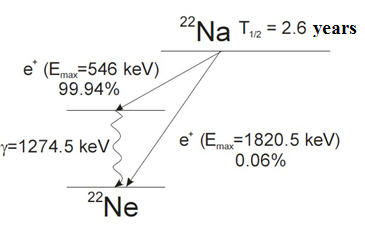 ²²Na T₁/₂ = 2.6 years
e⁺ (Eₘₐₓ=546 keV)
99.94%
γ=1274.5 keV
e⁺ (Eₘₐₓ=1820.5 keV)
0.06%
²²Ne